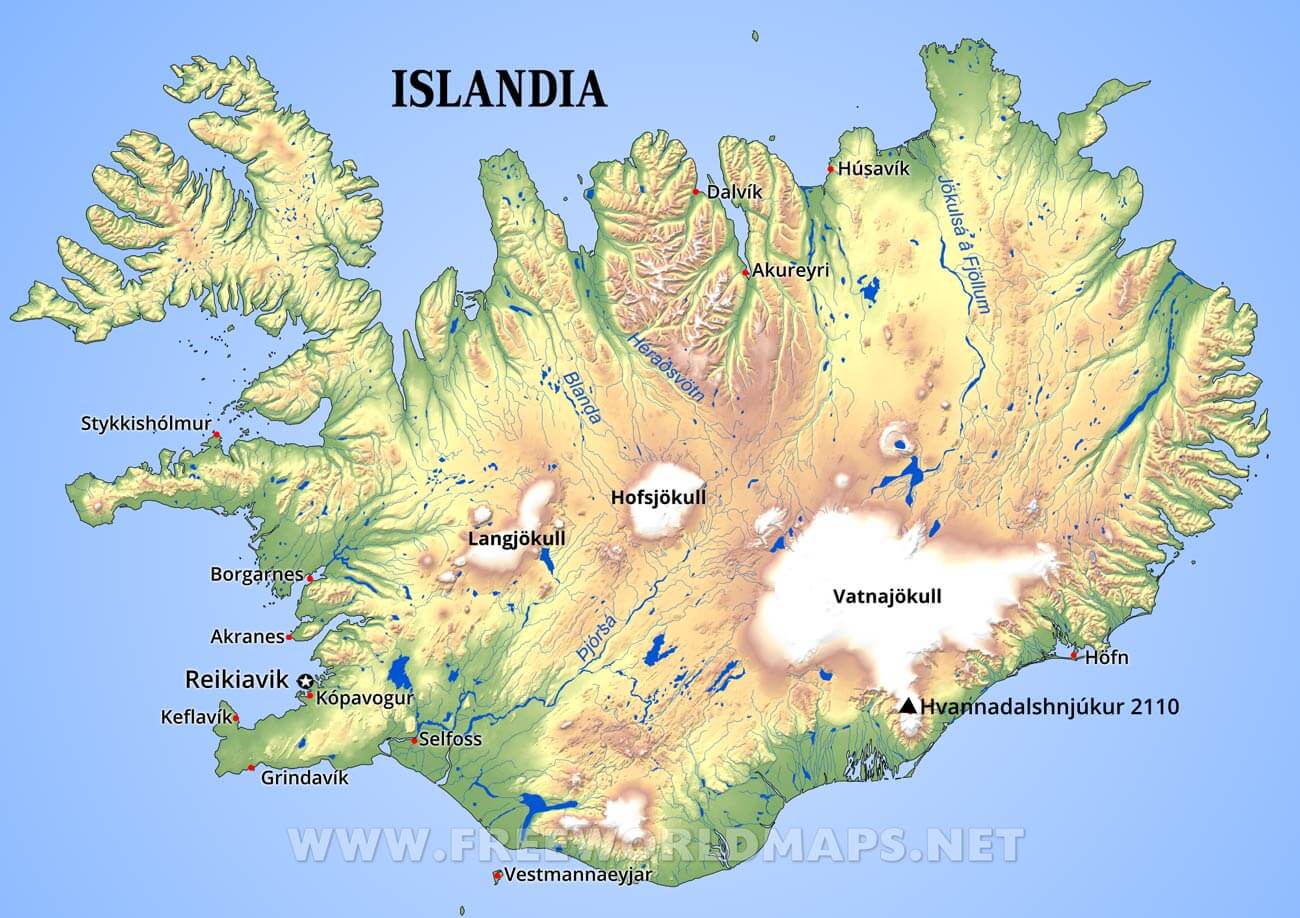 ISLANDIA
Húsavík
Dalvík
Jökulsá á Fjöllum
Akureyri
Héraðsvötn
Blanda
Stykkishólmur
Hofsjökull
Langjökull
Borgarnes
Vatnajökull
Þjórsá
Akranes
Höfn
Reikiavik
Kópavogur
Hvannadalshnjúkur 2110
Keflavík
Selfoss
Grindavík
WWW.FREEWORLDMAPS.NET
Vestmannaeyjar